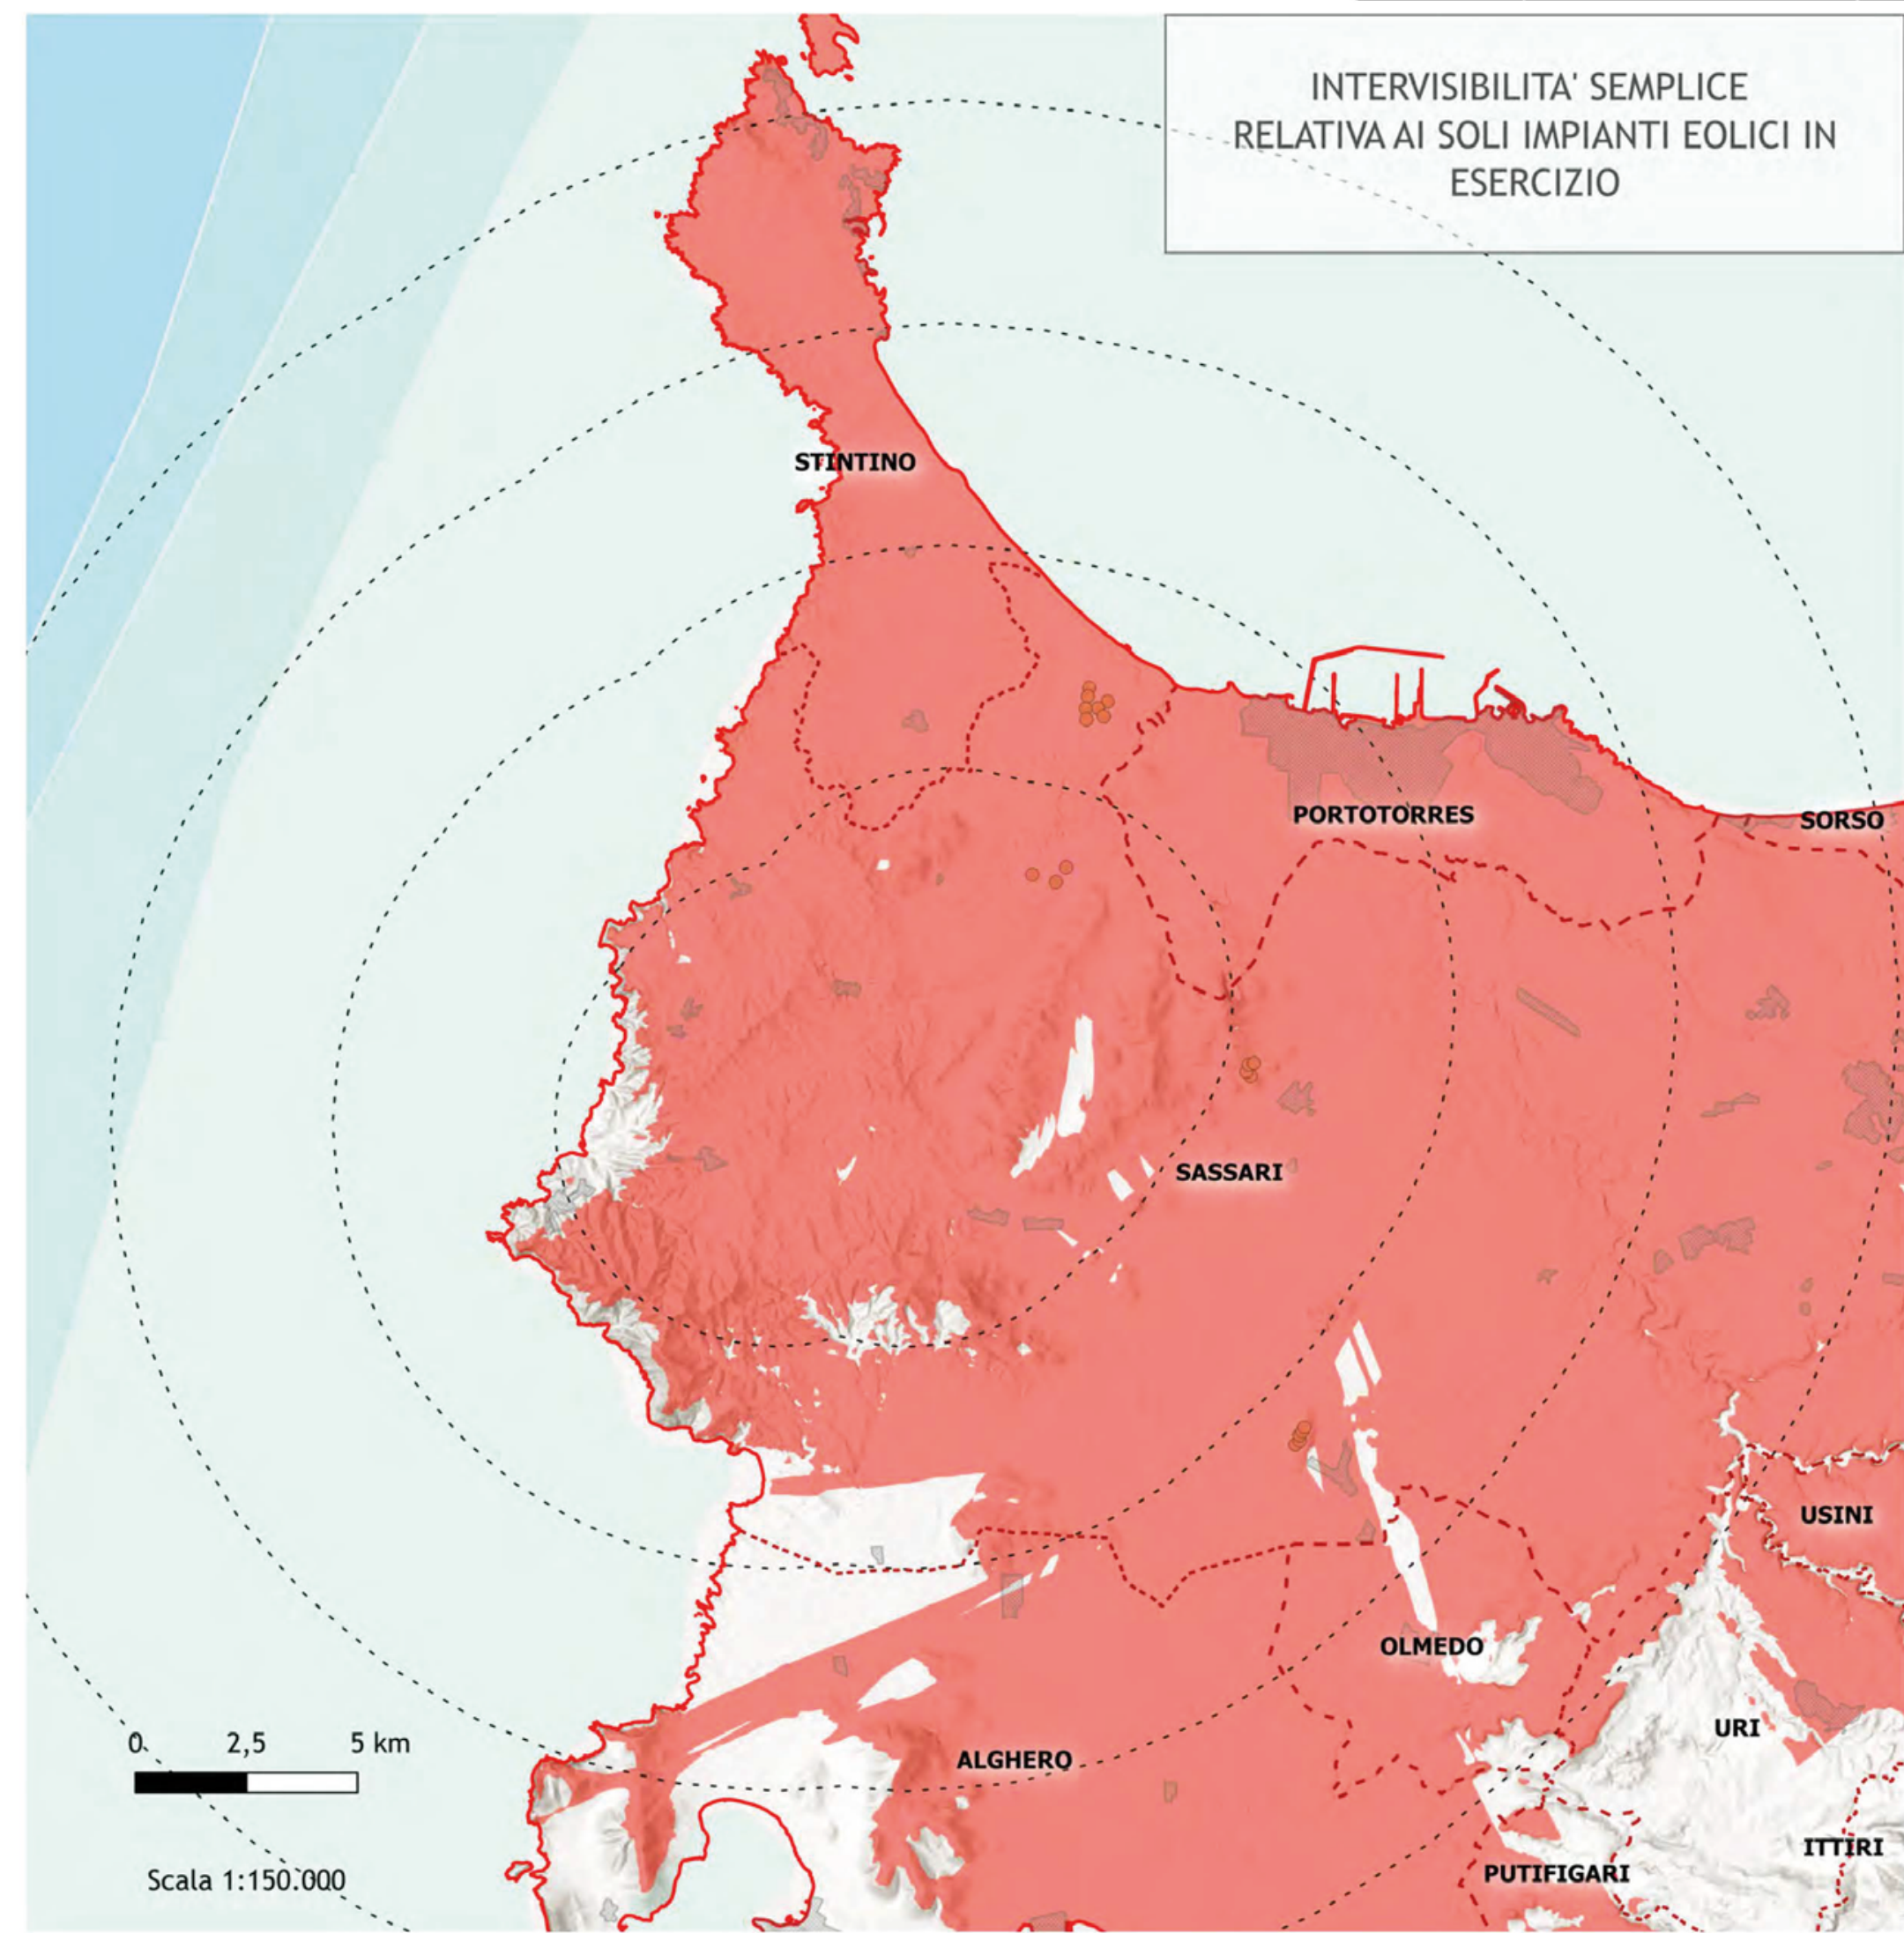 INTERVISIBILITA' SEMPLICE
RELATIVA AI SOLI IMPIANTI EOLICI IN
ESERCIZIO
STINTINO
PORTOTORRES
SORSO
SASSARI
USINI
OLMEDO
URI
ALGHERO
ITTIRI
PUTIFIGARI
0 2,5 5 km
Scala 1:150.000